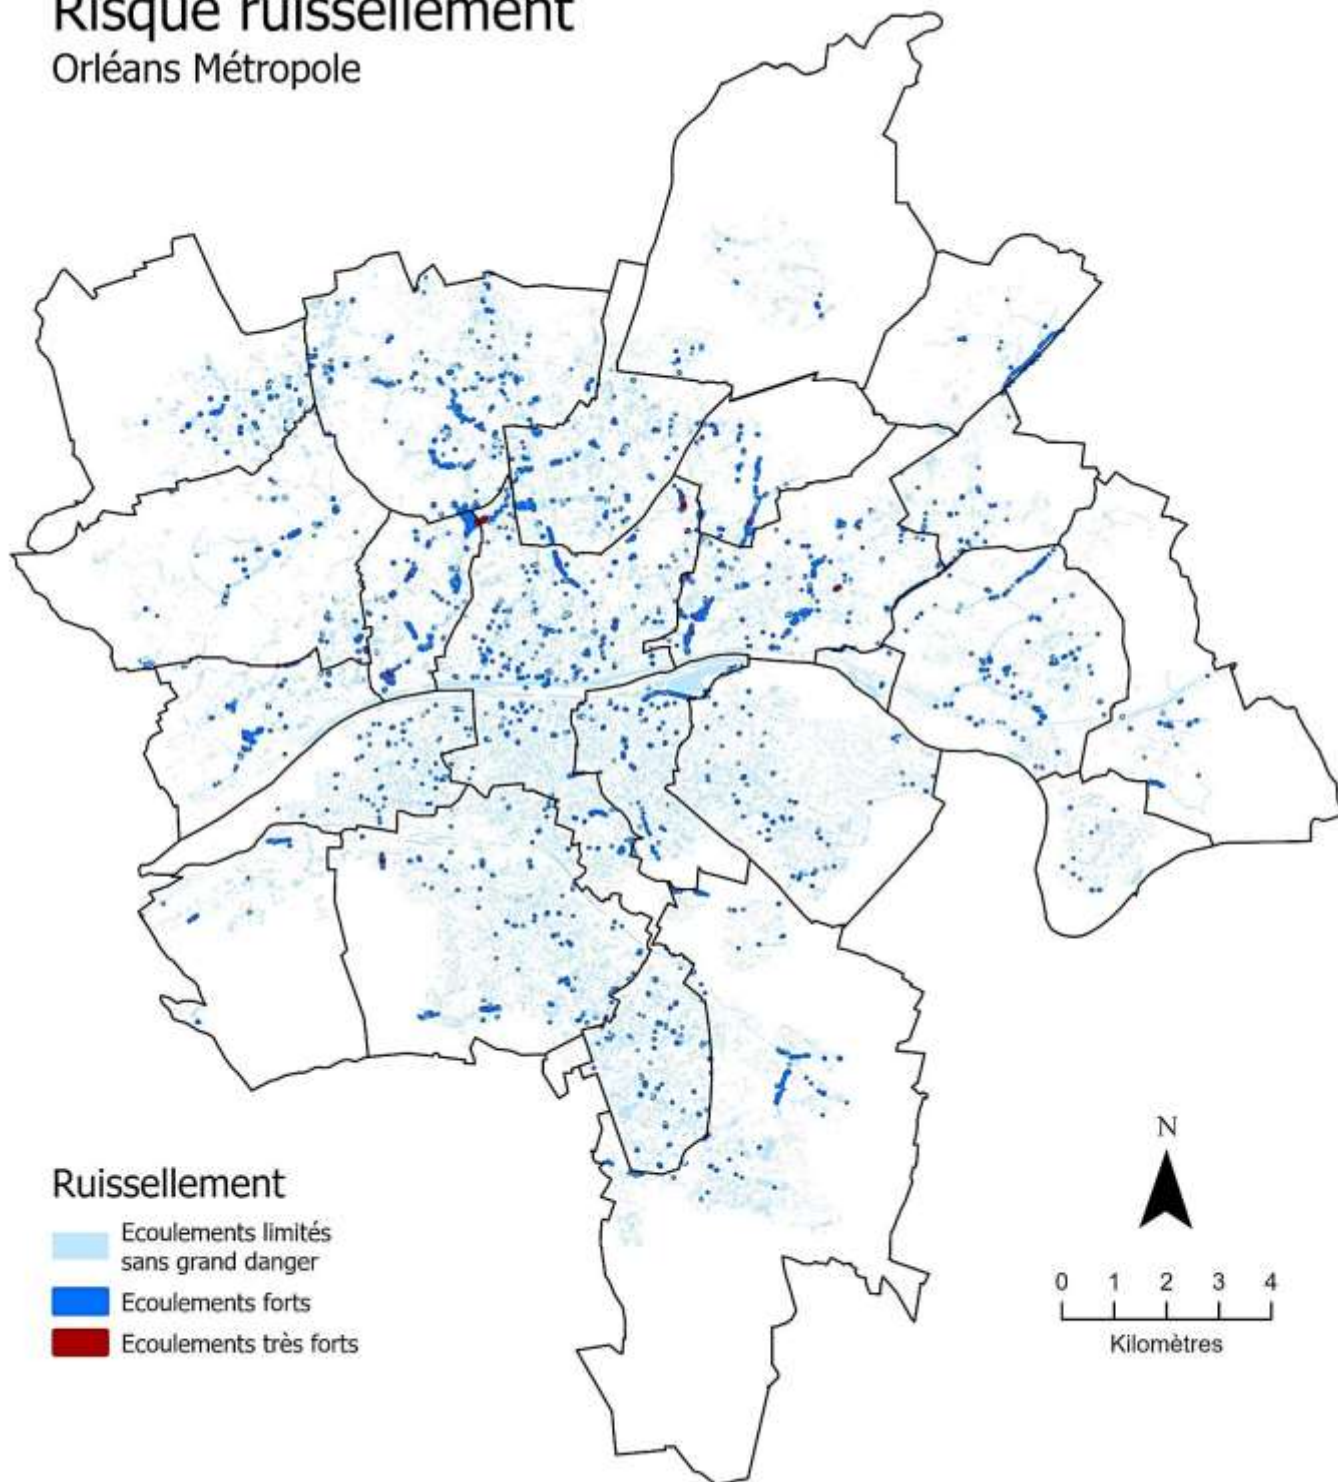 Risque ruissellement
Orléans Métropole
Ruissellement
Ecoulements limités
sans grand danger
Ecoulements forts
Ecoulements très forts
N
0 1 2 3 4
Kilomètres